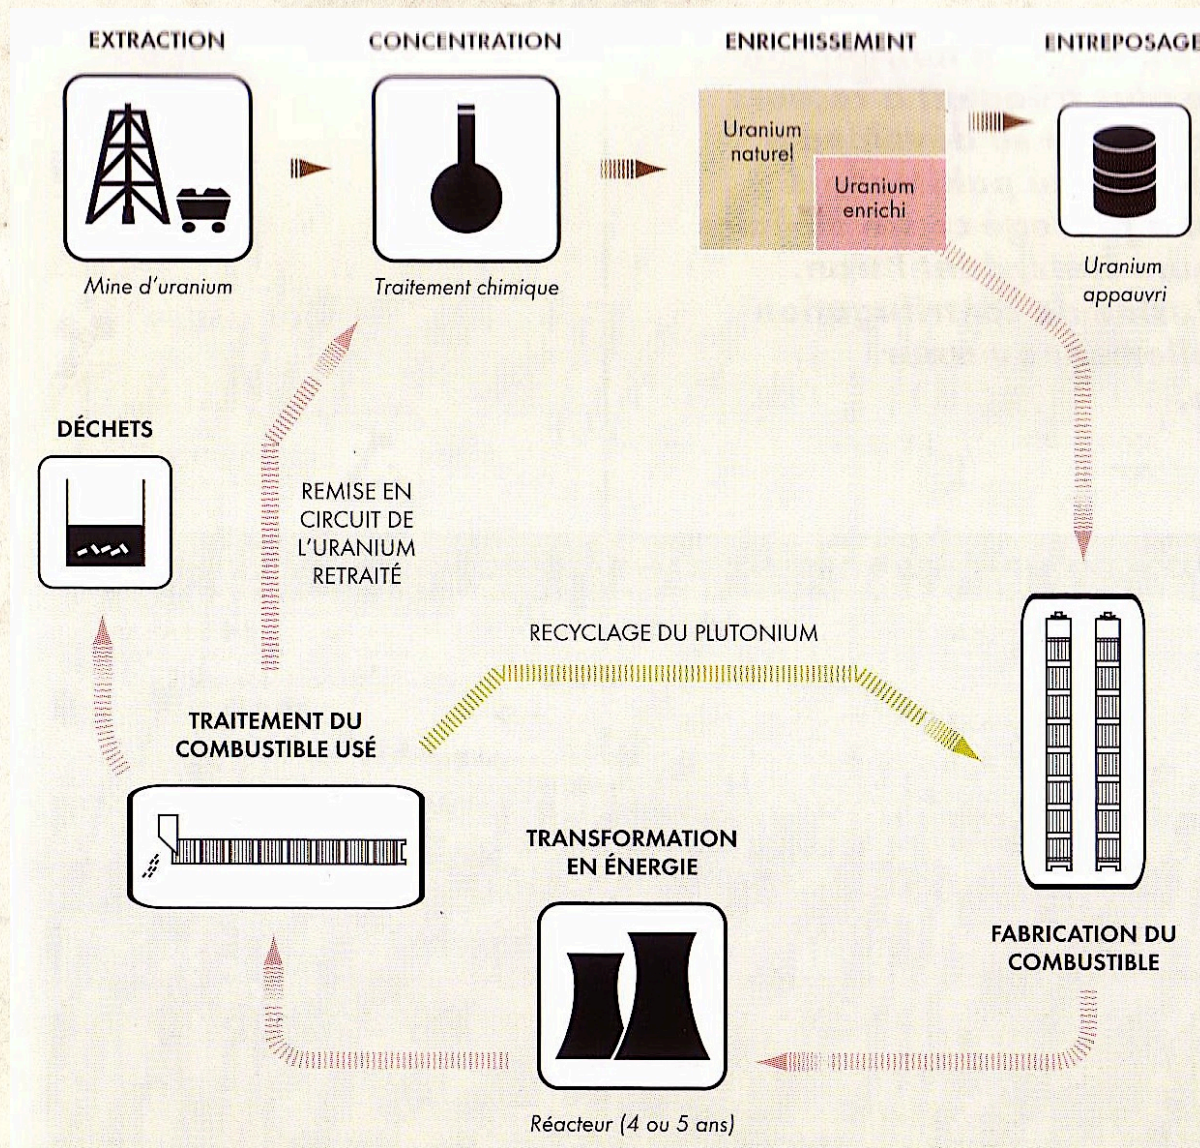 EXTRACTION
CONCENTRATION
ENRICHISSEMENT
ENTREPOSAGE
Uranium
naturel
Uranium
enrichi
Mine d'uranium
Traitement chimique
Uranium
appauvri
DÉCHETS
REMISE EN
CIRCUIT DE
L'URANIUM
RETRAITÉ
RECYCLAGE DU PLUTONIUM
TRAITEMENT DU
COMBUSTIBLE USÉ
TRANSFORMATION
EN ÉNERGIE
FABRICATION DU
COMBUSTIBLE
Réacteur (4 ou 5 ans)